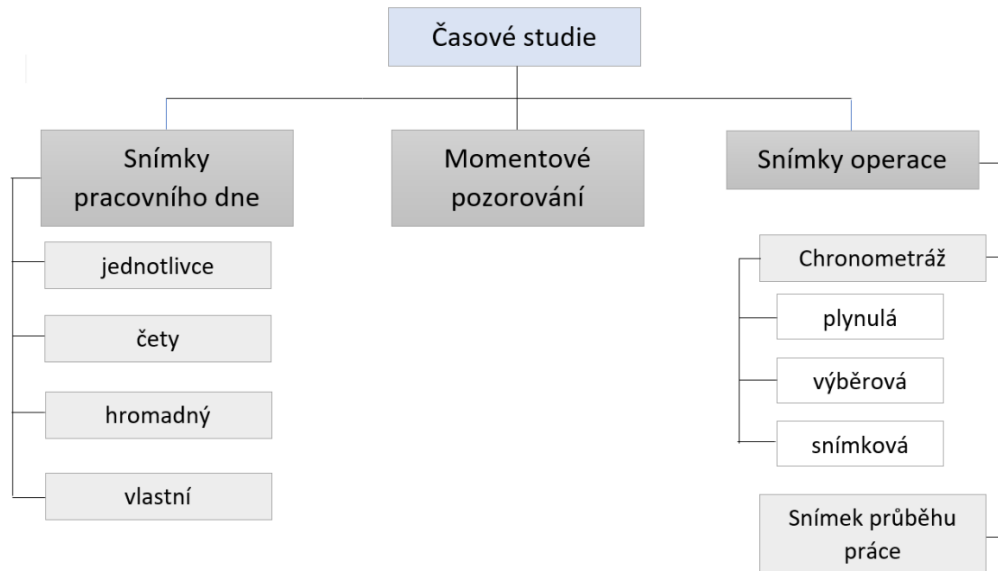 Časové studie
Snímky
pracovního dne
jednotlivce
čety
hromadný
vlastní
Momentové
pozorování
Snímky operace
Chronometráž
plynulá
výběrová
snímková
Snímek průběhu
práce